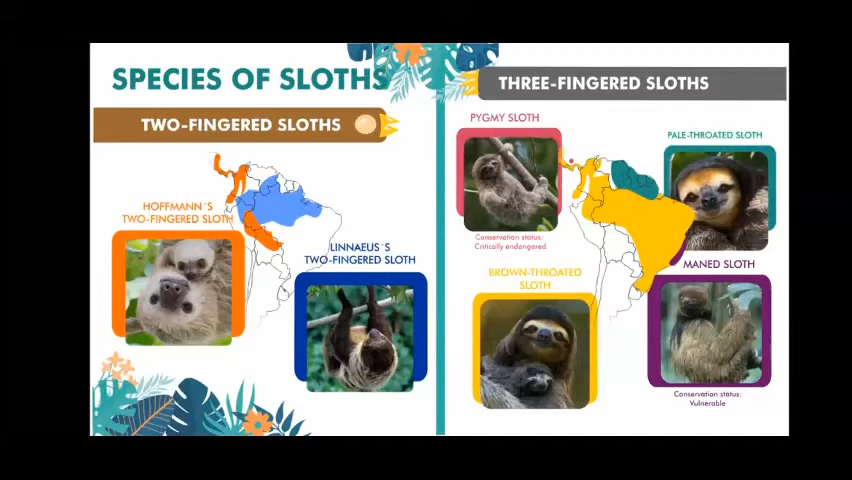 SPECIES OF SLOTHS
TWO-FINGERED SLOTHS
HOFFMANN´S
TWO-FINGERED SLOTH
LINNAEUS´S
TWO-FINGERED SLOTH
THREE-FINGERED SLOTHS
PYGMY SLOTH
Conservation status:
Critically endangered
PALE-THROATED SLOTH
BROWN-THROATED
SLOTH
MANED SLOTH
Conservation status:
Vulnerable